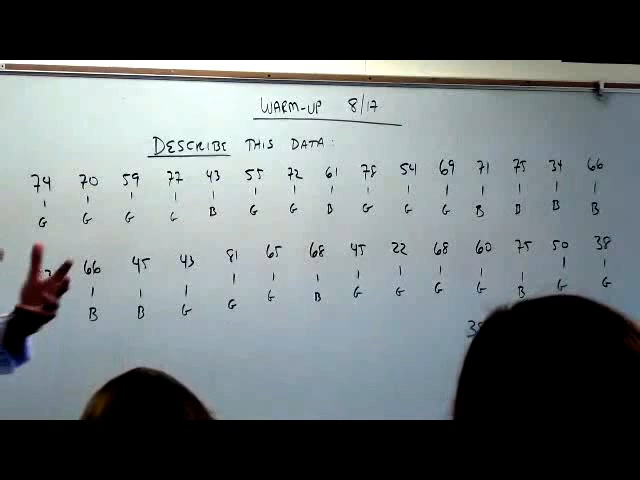 WARM-UP 8/17
DESCRIBE THIS DATA:
74 70 59 77 43 55 72 61 78 54 69 71 75 34 66
G G G G B G G B G G G B B B B
66 45 43 81 65 68 45 22 68 60 75 50 38
B B G G G B G G G G B G G